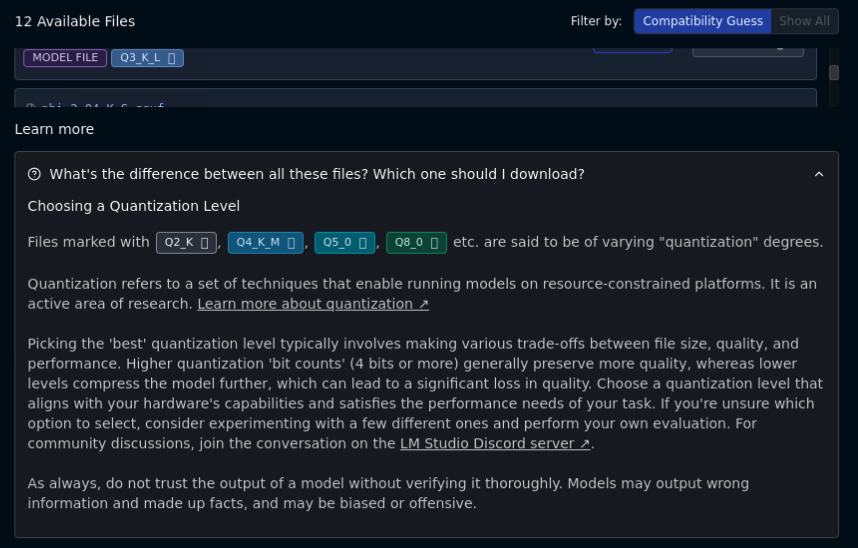 12 Available Files
Filter by: Compatibility Guess Show All
MODEL FILE Q3_K_L
Learn more
What's the difference between all these files? Which one should I download?
Choosing a Quantization Level
Files marked with Q2_K, Q4_K_M, Q5_0, Q8_0 etc. are said to be of varying "quantization" degrees.
Quantization refers to a set of techniques that enable running models on resource-constrained platforms. It is an
active area of research. Learn more about quantization ↗
Picking the 'best' quantization level typically involves making various trade-offs between file size, quality, and
performance. Higher quantization 'bit counts' (4 bits or more) generally preserve more quality, whereas lower
levels compress the model further, which can lead to a significant loss in quality. Choose a quantization level that
aligns with your hardware's capabilities and satisfies the performance needs of your task. If you're unsure which
option to select, consider experimenting with a few different ones and perform your own evaluation. For
community discussions, join the conversation on the LM Studio Discord server ↗.
As always, do not trust the output of a model without verifying it thoroughly. Models may output wrong
information and made up facts, and may be biased or offensive.